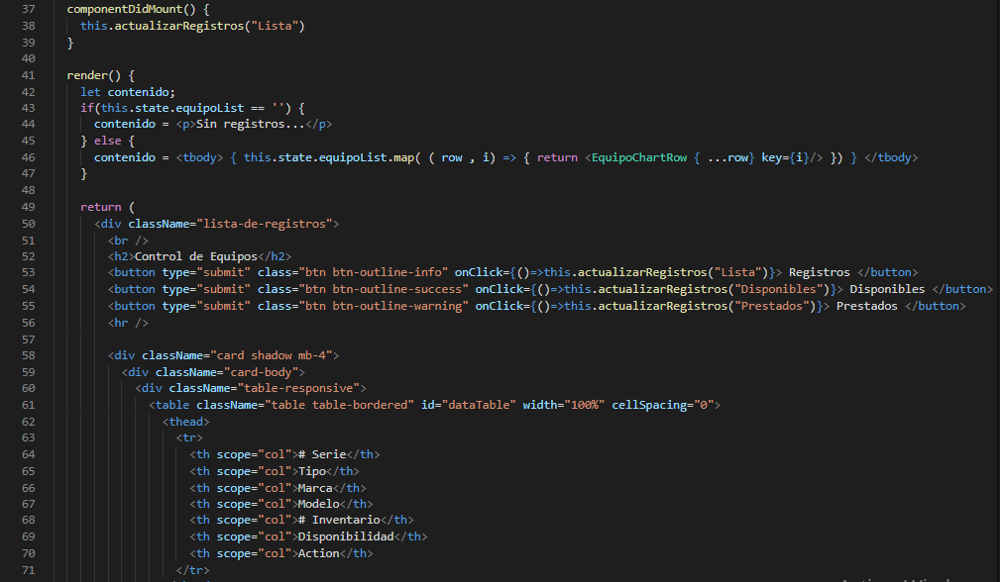 37 componentDidMount() {
38 this.actualizarRegistros("Lista")
39 }
40
41 render() {
42 let contenido;
43 if(this.state.equipoList == '') {
44 contenido = <p>Sin registros...</p>
45 } else {
46 contenido = <tbody> { this.state.equipoList.map( ( row , i) => { return <EquipoChartRow { ...row} key={i}/> }) } </tbody>
47 }
48
49 return (
50 <div className="lista-de-registros">
51 <br />
52 <h2>Control de Equipos</h2>
53 <button type="submit" class="btn btn-outline-info" onClick={()=>this.actualizarRegistros("Lista")}> Registros </button>
54 <button type="submit" class="btn btn-outline-success" onClick={()=>this.actualizarRegistros("Disponibles")}> Disponibles </button>
55 <button type="submit" class="btn btn-outline-warning" onClick={()=>this.actualizarRegistros("Prestados")}> Prestados </button>
56 <hr />
57
58 <div className="card shadow mb-4">
59 <div className="card-body">
60 <div className="table-responsive">
61 <table className="table table-bordered" id="dataTable" width="100%" cellSpacing="0">
62 <thead>
63 <tr>
64 <th scope="col"># Serie</th>
65 <th scope="col">Tipo</th>
66 <th scope="col">Marca</th>
67 <th scope="col">Modelo</th>
68 <th scope="col"># Inventario</th>
69 <th scope="col">Disponibilidad</th>
70 <th scope="col">Action</th>
71 </tr>